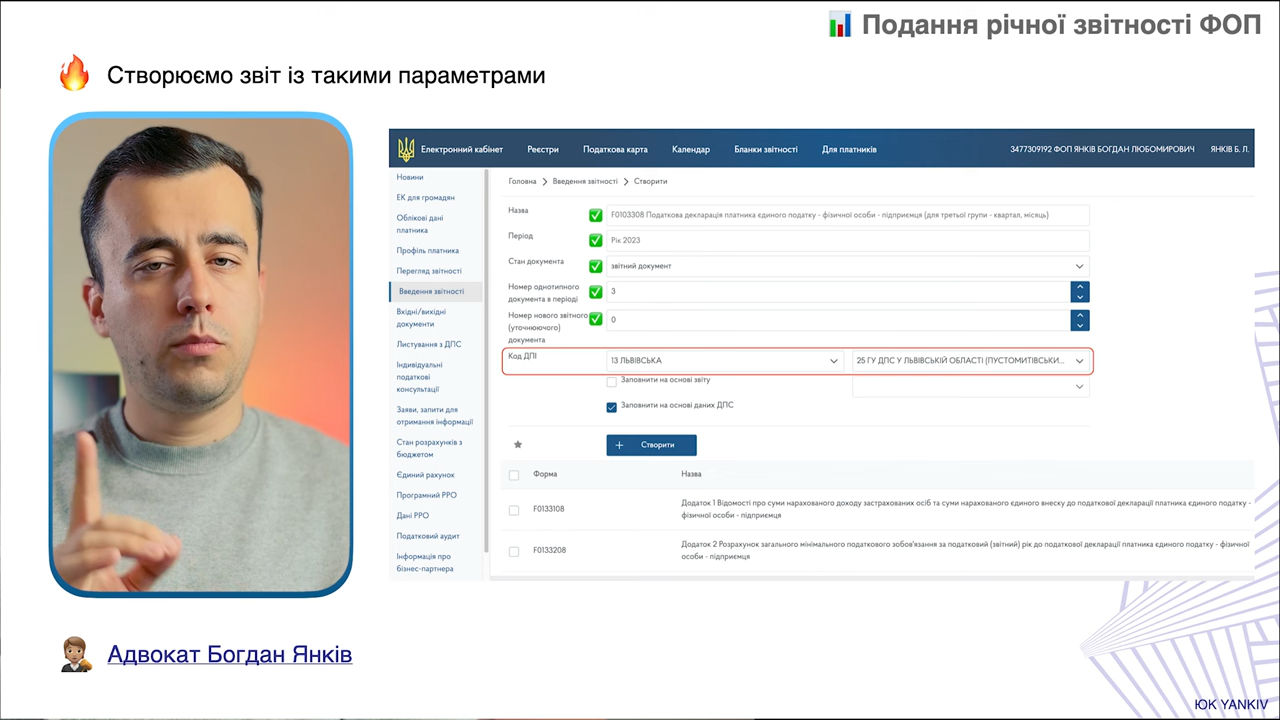 Подання річної звітності ФОП
Створюємо звіт із такими параметрами
Електронний кабінет
Реєстри
Податкова карта
Календар
Бланки звітності
Для платників
3477309192 ФОП ЯНКІВ БОГДАН ЛЮБОМИРОВИЧ
ЯНКІВ Б. Л.
Новини
ЕК для громадян
Облікові дані
платника
Профіль платника
Перегляд звітності
Введення звітності
Вхідні/вихідні
документи
Листування з ДПС
Індивідуальні
податкові
консультації
Заяви, запити для
отримання інформації
Стан розрахунків з
бюджетом
Єдиний рахунок
Програмний РРО
Дані РРО
Податковий аудит
Інформація про
бізнес-партнера
Головна > Введення звітності > Створити
Назва
F0103308 Податкова декларація платника єдиного податку - фізичної особи - підприємця (для третьої групи - квартал, місяць)
Період
Рік 2023
Стан документа
звітний документ
Номер однотипного
документа в періоді
3
Номер нового звітного
(уточнюючого)
документа
0
Код ДПІ
13 ЛЬВІВСЬКА
25 ГУ ДПС У ЛЬВІВСЬКІЙ ОБЛАСТІ (ПУСТОМИТІВСЬКИ...
Заповнити на основі звіту
Заповнити на основі даних ДПС
+ Створити
Форма
Назва
F0133108
Додаток 1 Відомості про суми нарахованого доходу застрахованих осіб та суми нарахованого єдиного внеску до податкової декларації платника єдиного податку -
фізичної особи - підприємця
F0133208
Додаток 2 Розрахунок загального мінімального податкового зобов'язання за податковий (звітний) рік до податкової декларації платника єдиного податку - фізичної
особи - підприємця
Адвокат Богдан Янків
ЮК YANKIV